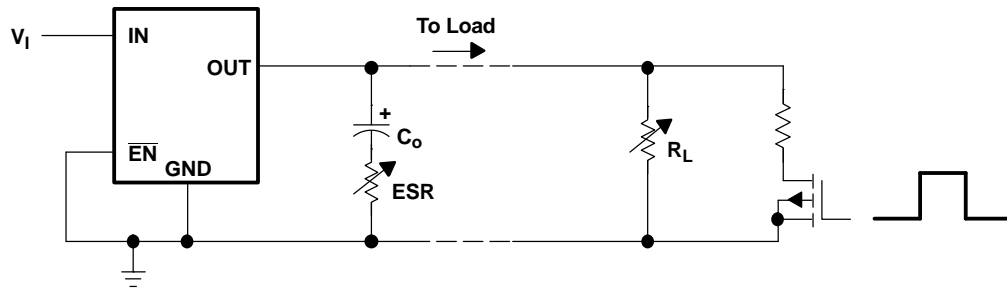 To Load
V_I
IN
OUT
+
C_o
R_L
EN
GND
ESR